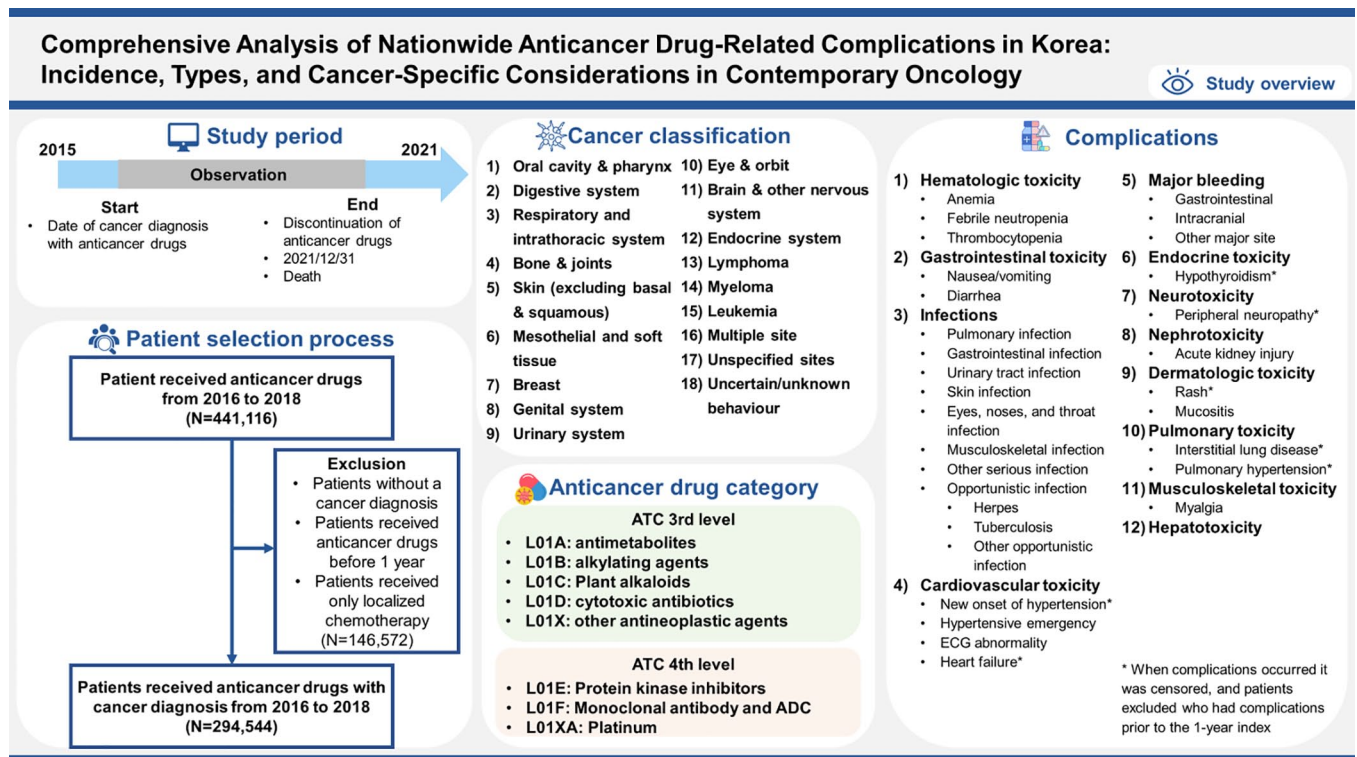 Comprehensive Analysis of Nationwide Anticancer Drug-Related Complications in Korea:
Incidence, Types, and Cancer-Specific Considerations in Contemporary Oncology
Study overview
Study period
2015
2021
Observation
Start
• Date of cancer diagnosis
with anticancer drugs
End
• Discontinuation of
anticancer drugs
• 2021/12/31
• Death
Patient selection process
Patient received anticancer drugs
from 2016 to 2018
(N=441,116)
Exclusion
• Patients without a
cancer diagnosis
• Patients received
anticancer drugs
before 1 year
• Patients received
only localized
chemotherapy
(N=146,572)
Patients received anticancer drugs with
cancer diagnosis from 2016 to 2018
(N=294,544)
Cancer classification
1) Oral cavity & pharynx
2) Digestive system
3) Respiratory and
intrathoracic system
4) Bone & joints
5) Skin (excluding basal
& squamous)
6) Mesothelial and soft
tissue
7) Breast
8) Genital system
9) Urinary system
10) Eye & orbit
11) Brain & other nervous
system
12) Endocrine system
13) Lymphoma
14) Myeloma
15) Leukemia
16) Multiple site
17) Unspecified sites
18) Uncertain/unknown
behaviour
Anticancer drug category
ATC 3rd level
• L01A: antimetabolites
• L01B: alkylating agents
• L01C: Plant alkaloids
• L01D: cytotoxic antibiotics
• L01X: other antineoplastic agents
ATC 4th level
• L01E: Protein kinase inhibitors
• L01F: Monoclonal antibody and ADC
• L01XA: Platinum
Complications
1) Hematologic toxicity
• Anemia
• Febrile neutropenia
• Thrombocytopenia
2) Gastrointestinal toxicity
• Nausea/vomiting
• Diarrhea
3) Infections
• Pulmonary infection
• Gastrointestinal infection
• Urinary tract infection
• Skin infection
• Eyes, noses, and throat
infection
• Musculoskeletal infection
• Other serious infection
• Opportunistic infection
• Herpes
• Tuberculosis
• Other opportunistic
infection
4) Cardiovascular toxicity
• New onset of hypertension*
• Hypertensive emergency
• ECG abnormality
• Heart failure*
5) Major bleeding
• Gastrointestinal
• Intracranial
• Other major site
6) Endocrine toxicity
• Hypothyroidism*
7) Neurotoxicity
• Peripheral neuropathy*
8) Nephrotoxicity
• Acute kidney injury
9) Dermatologic toxicity
• Rash*
• Mucositis
10) Pulmonary toxicity
• Interstitial lung disease*
• Pulmonary hypertension*
11) Musculoskeletal toxicity
• Myalgia
12) Hepatotoxicity
* When complications occurred it
was censored, and patients
excluded who had complications
prior to the 1-year index